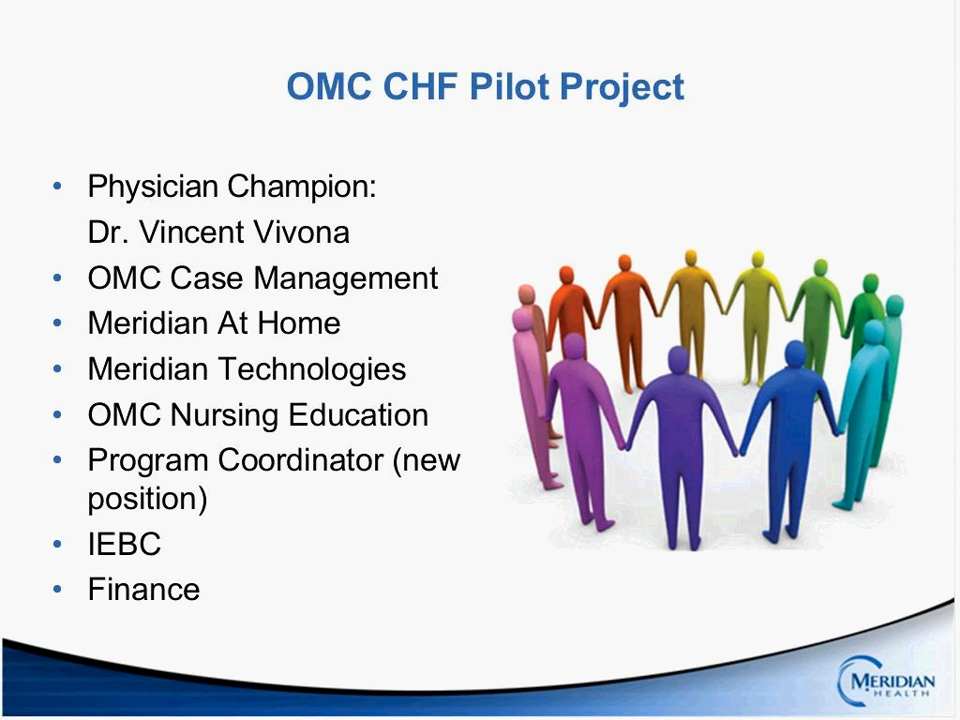 OMC CHF Pilot Project
• Physician Champion:
Dr. Vincent Vivona
• OMC Case Management
• Meridian At Home
• Meridian Technologies
• OMC Nursing Education
• Program Coordinator (new
position)
• IEBC
• Finance
MERIDIAN
HEALTH